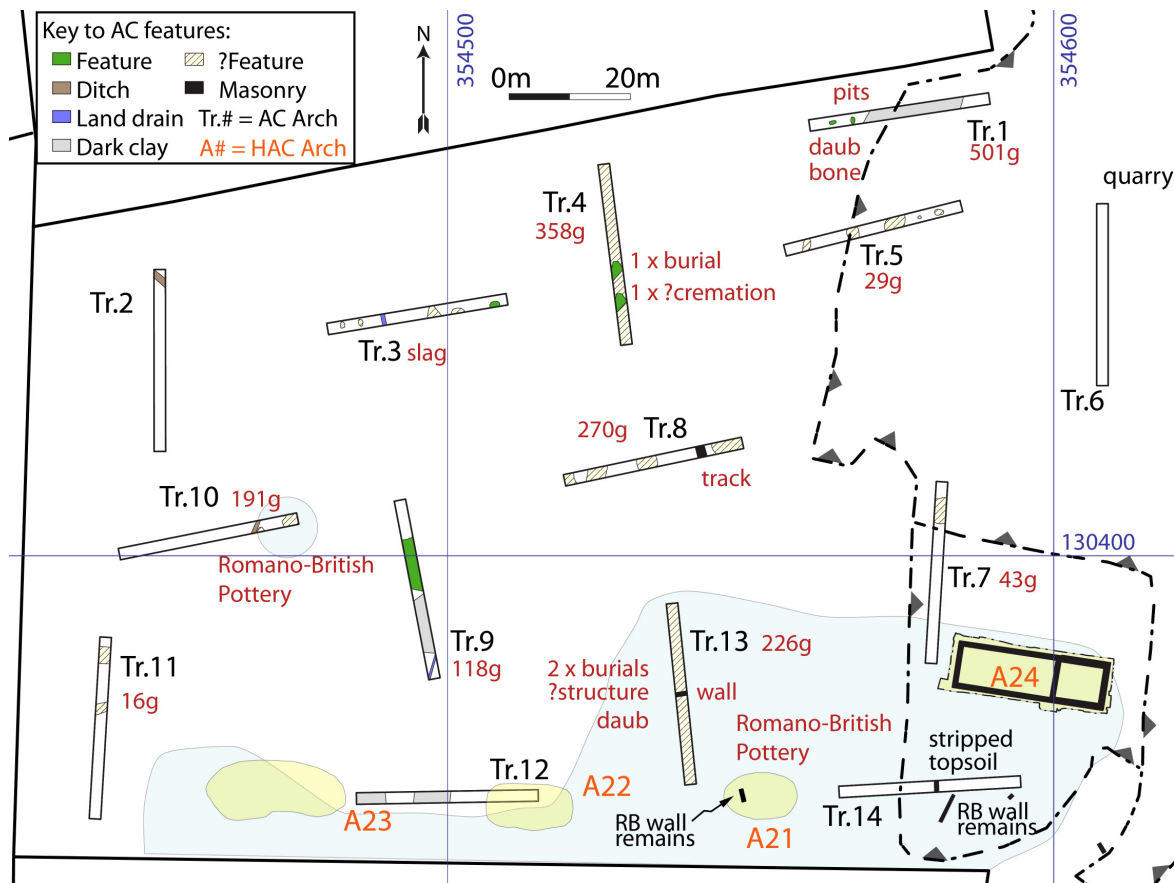 Key to AC features:
Feature
?Feature
Ditch
Masonry
Land drain
Tr.# = AC Arch
Dark clay
A# = HAC Arch
N
354500
354600
0m
20m
pits
Tr.1
501g
daub
bone
quarry
Tr.4
358g
1 x burial
1 x ?cremation
Tr.5
29g
Tr.2
Tr.3 slag
Tr.6
270g
Tr.8
track
Tr.10
191g
Romano-British
Pottery
130400
Tr.7
43g
Tr.9
118g
Tr.11
16g
Tr.13
226g
2 x burials
?structure
daub
wall
A24
Romano-British
Pottery
stripped
topsoil
Tr.12
A22
A23
RB wall
remains
A21
Tr.14
RB wall
remains